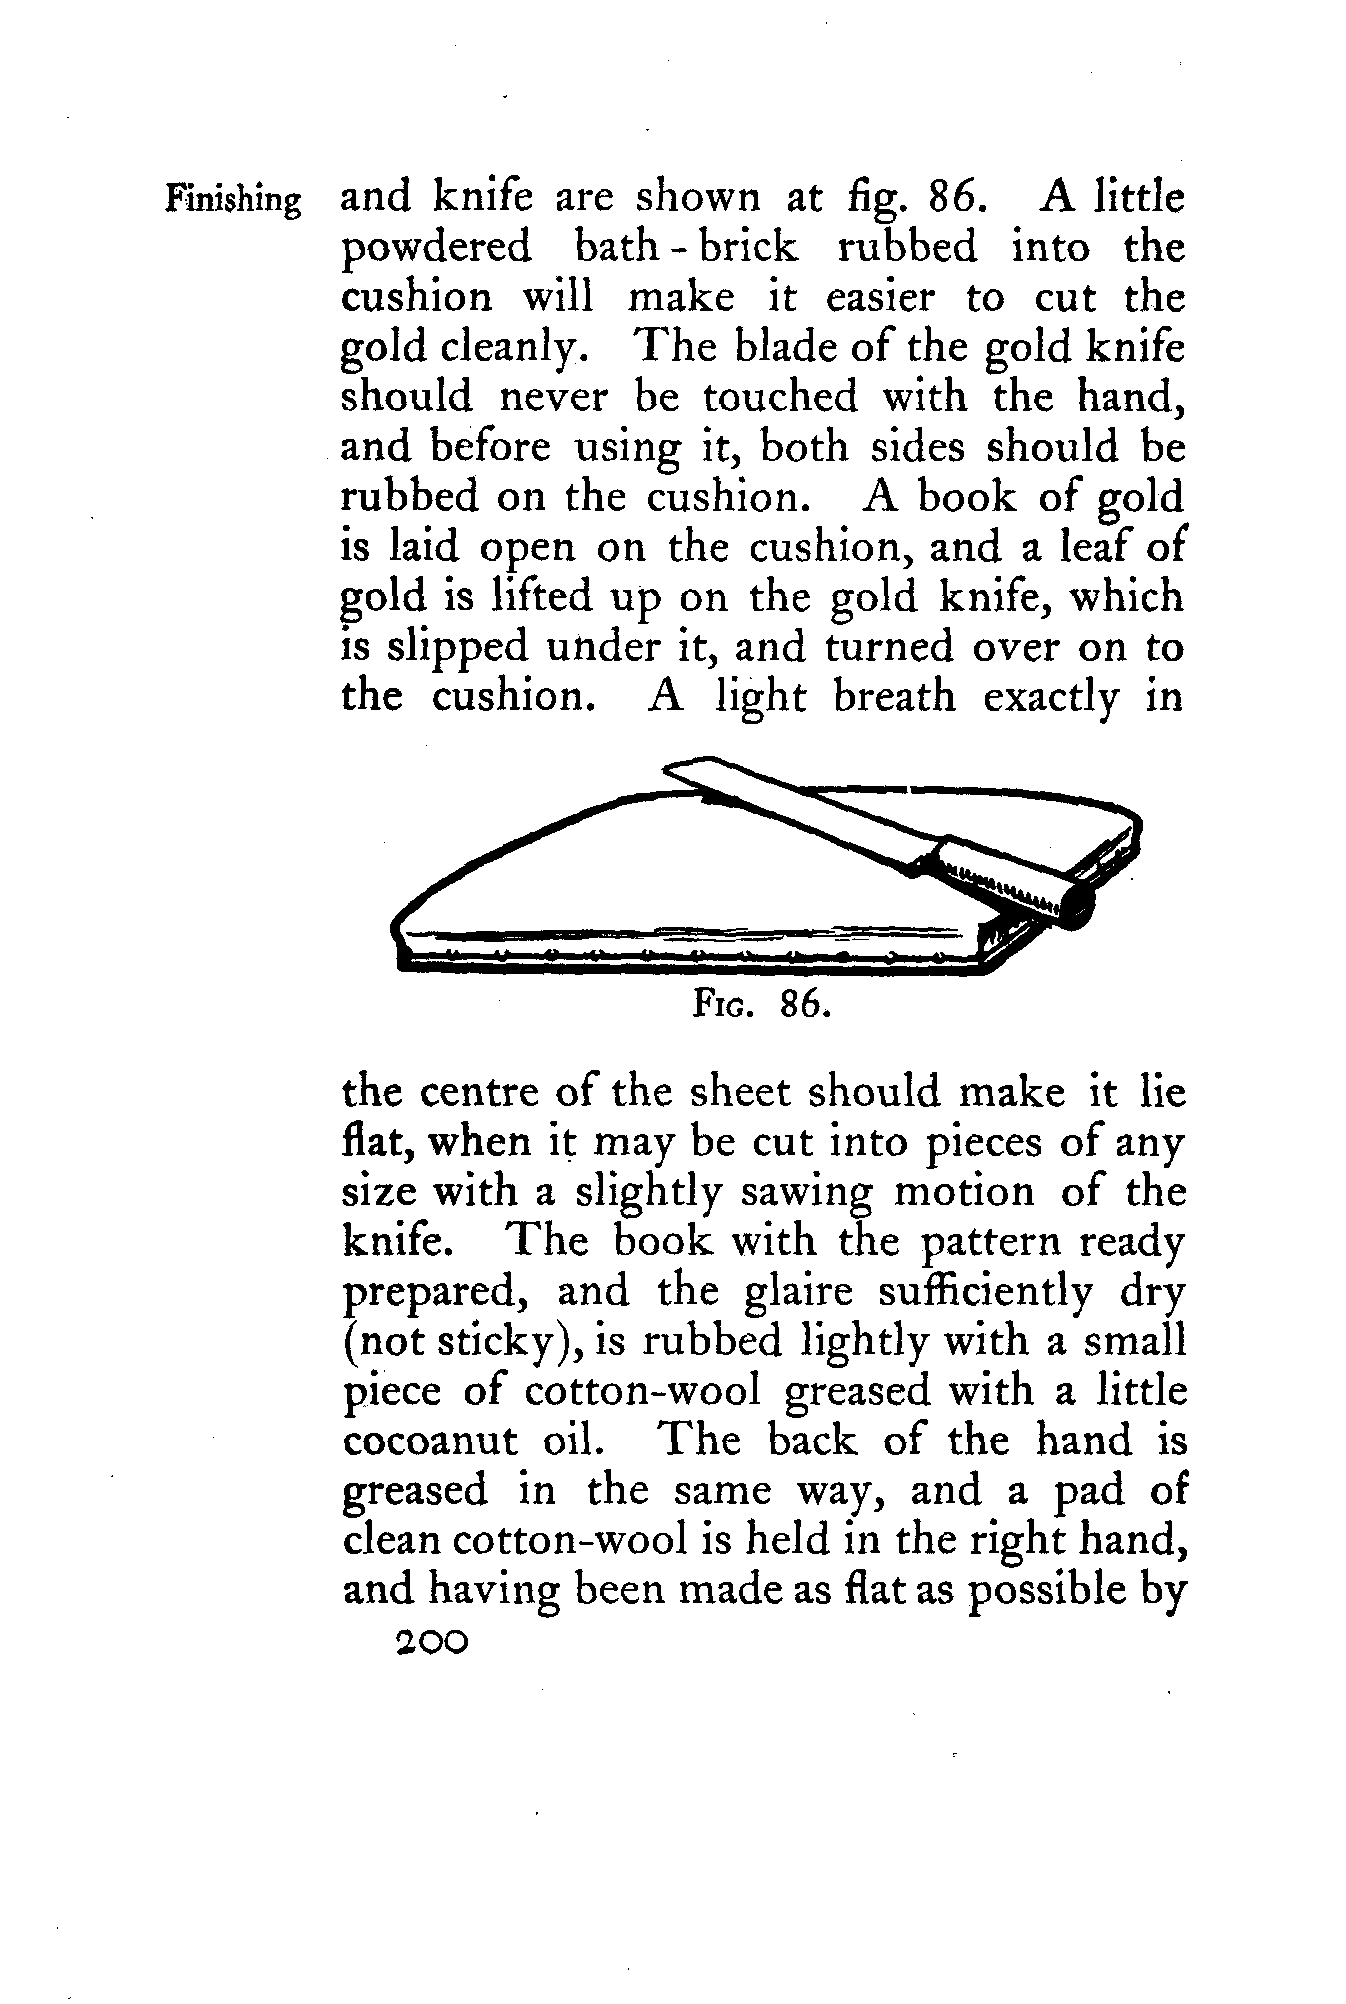 Finishing
and knife are shown at fig. 86. A little
powdered bath-brick rubbed into the
cushion will make it easier to cut the
gold cleanly. The blade of the gold knife
should never be touched with the hand,
and before using it, both sides should be
rubbed on the cushion. A book of gold
is laid open on the cushion, and a leaf of
gold is lifted up on the gold knife, which
is slipped under it, and turned over on to
the cushion. A light breath exactly in
Fig. 86.
the centre of the sheet should make it lie
flat, when it may be cut into pieces of any
size with a slightly sawing motion of the
knife. The book with the pattern ready
prepared, and the glaire sufficiently dry
(not sticky), is rubbed lightly with a small
piece of cotton-wool greased with a little
cocoanut oil. The back of the hand is
greased in the same way, and a pad of
clean cotton-wool is held in the right hand,
and having been made as flat as possible by
200